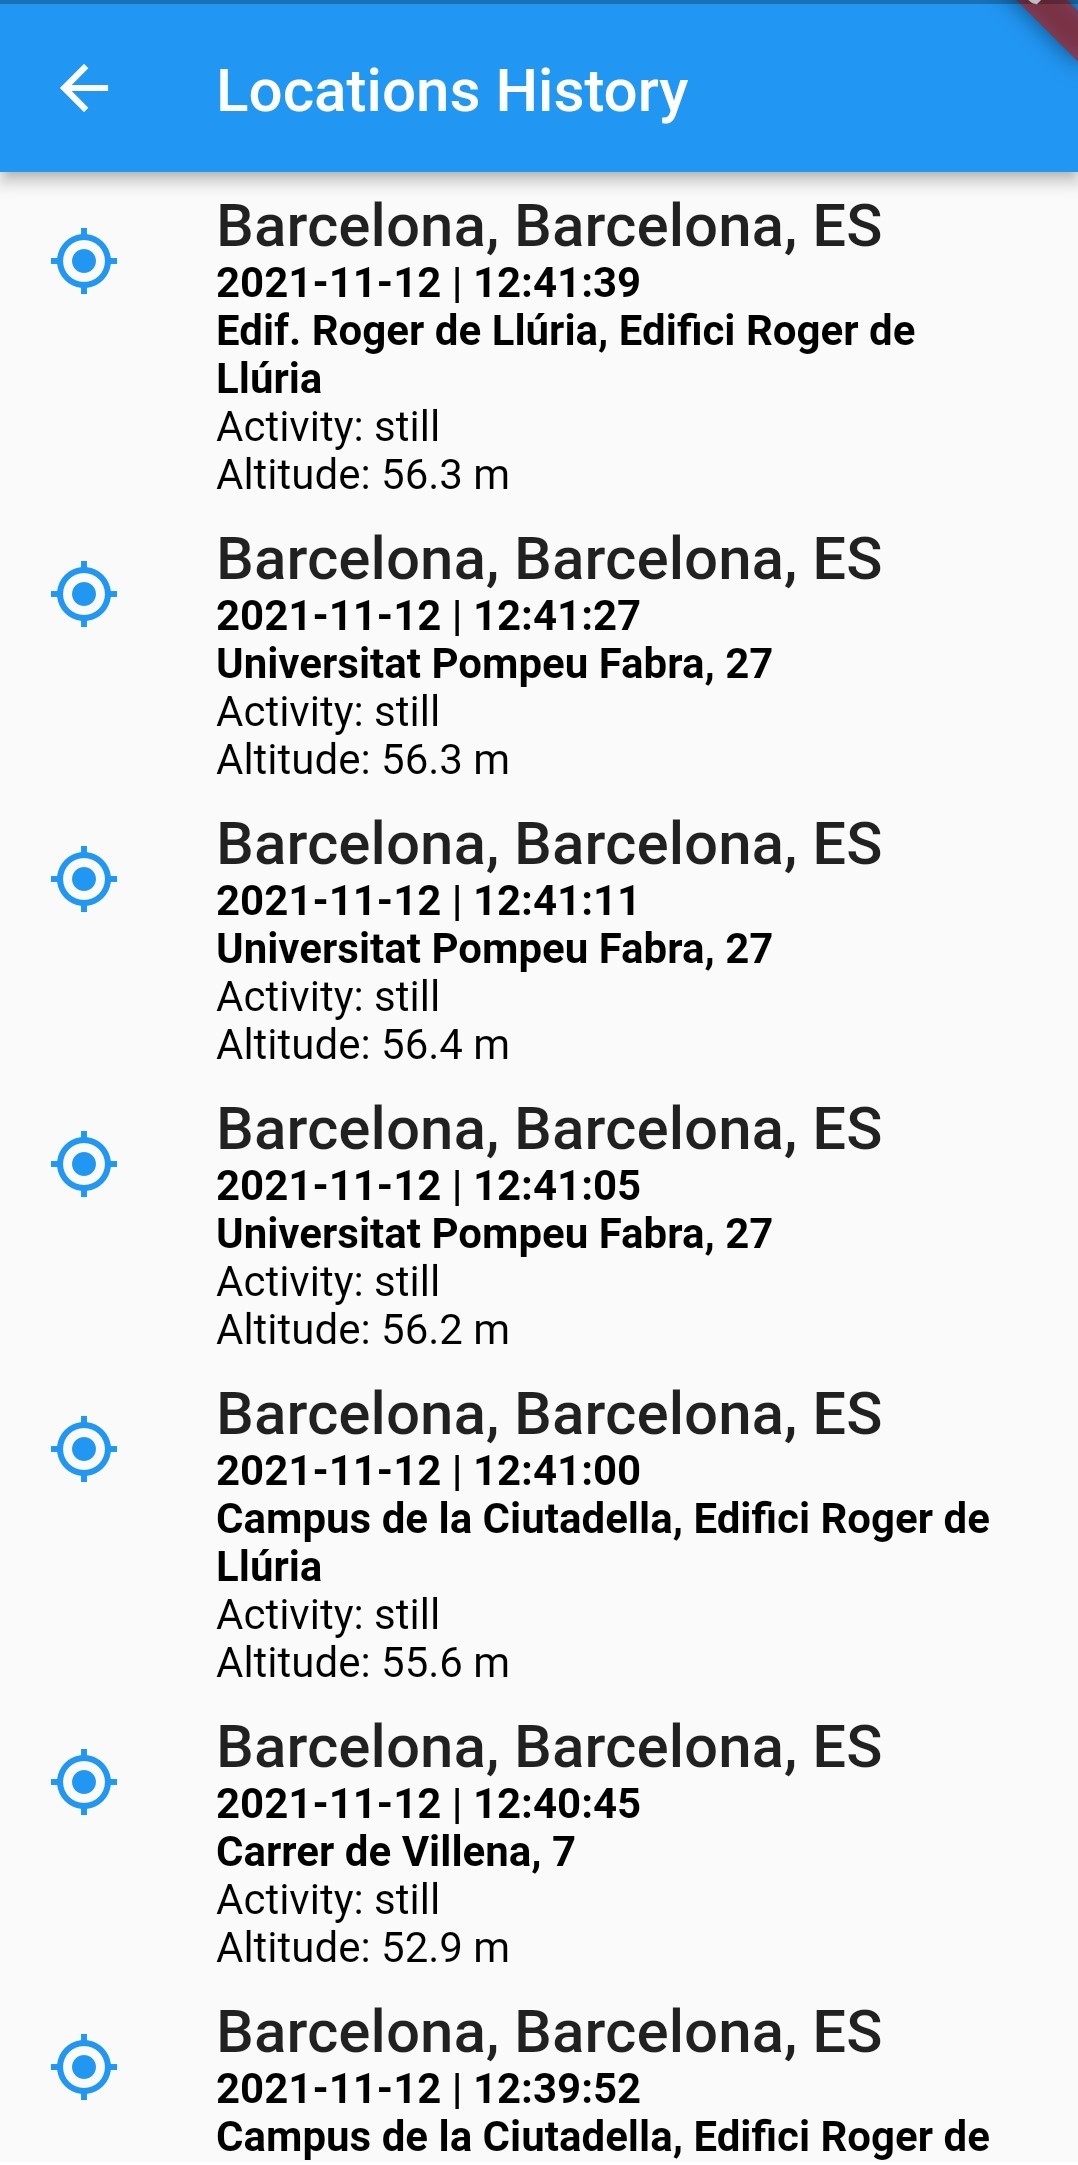 Locations History
Barcelona, Barcelona, ES
2021-11-12 | 12:41:39
Edif. Roger de Llúria, Edifici Roger de
Llúria
Activity: still
Altitude: 56.3 m
Barcelona, Barcelona, ES
2021-11-12 | 12:41:27
Universitat Pompeu Fabra, 27
Activity: still
Altitude: 56.3 m
Barcelona, Barcelona, ES
2021-11-12 | 12:41:11
Universitat Pompeu Fabra, 27
Activity: still
Altitude: 56.4 m
Barcelona, Barcelona, ES
2021-11-12 | 12:41:05
Universitat Pompeu Fabra, 27
Activity: still
Altitude: 56.2 m
Barcelona, Barcelona, ES
2021-11-12 | 12:41:00
Campus de la Ciutadella, Edifici Roger de
Llúria
Activity: still
Altitude: 55.6 m
Barcelona, Barcelona, ES
2021-11-12 | 12:40:45
Carrer de Villena, 7
Activity: still
Altitude: 52.9 m
Barcelona, Barcelona, ES
2021-11-12 | 12:39:52
Campus de la Ciutadella, Edifici Roger de